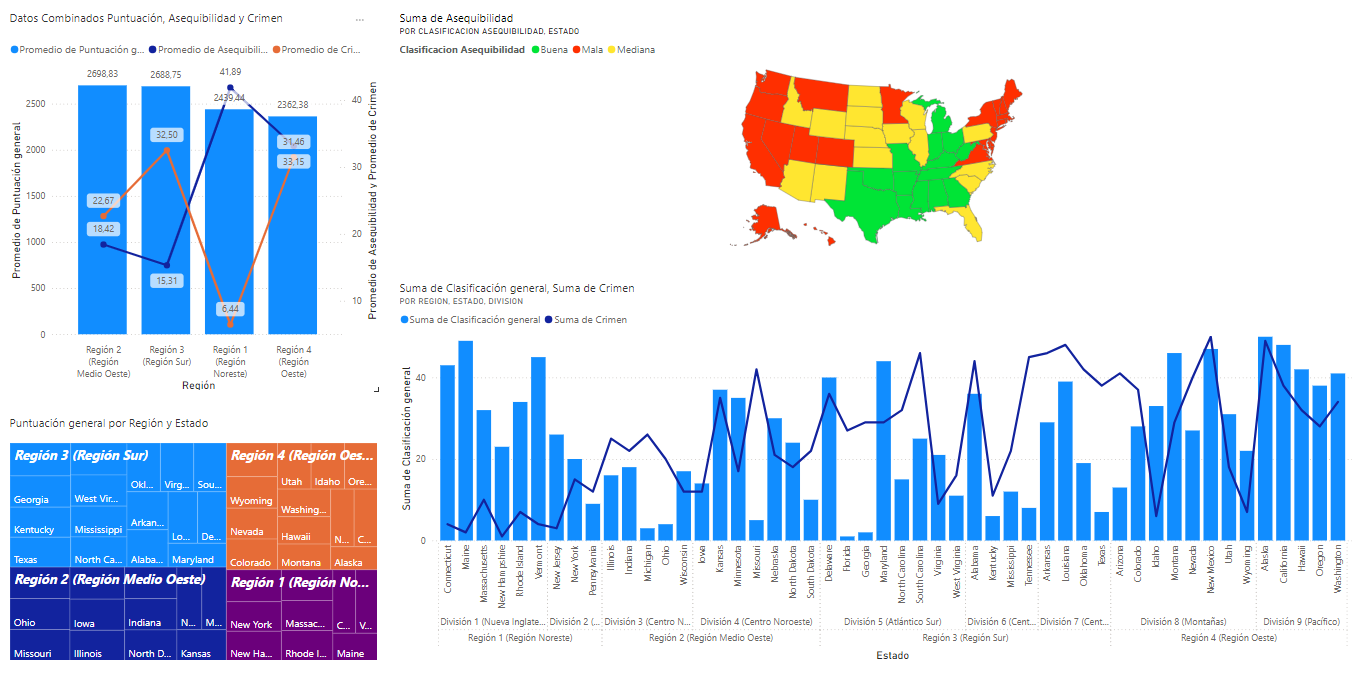 Datos Combinados Puntuación, Asequibilidad y Crimen
...
Promedio de Puntuación g...
Promedio de Asequibili...
Promedio de Cri...
Promedio de Puntuación general
2500
2000
1500
1000
500
0
2698,83
2688,75
41,89
2439,44
2362,38
32,50
31,46
33,15
22,67
18,42
15,31
6,44
40
30
20
10
Promedio de Asequibilidad y Promedio de Crimen
Región 2
(Región
Medio Oeste)
Región 3
(Región Sur)
Región 1
(Región
Noreste)
Región 4
(Región
Oeste)
Región
Suma de Asequibilidad
POR CLASIFICACION ASEQUIBILIDAD, ESTADO
Clasificacion Asequibilidad
Buena
Mala
Mediana
Puntuación general por Región y Estado
Región 3 (Región Sur)
Georgia
Kentucky
Texas
West Vir...
Mississippi
North Ca...
Okl...
Virg...
Sou...
Arkan...
Alaba...
Lo...
De...
Maryland
Región 4 (Región Oes...
Wyoming
Nevada
Colorado
Utah
Idaho
Ore...
Washing...
Hawaii
Montana
N...
C...
Alaska
Región 2 (Región Medio Oeste)
Ohio
Missouri
Iowa
Illinois
Indiana
North D...
N...
M...
Kansas
Región 1 (Región No...
New York
New Ha...
Massac...
Rhode I...
C...
V...
Maine
Suma de Clasificación general, Suma de Crimen
POR REGION, ESTADO, DIVISION
Suma de Clasificación general
Suma de Crimen
Suma de Clasificación general
40
20
0
Connecticut
Maine
Massachusetts
New Hampshire
Rhode Island
Vermont
New Jersey
New York
Pennsylvania
Illinois
Indiana
Michigan
Ohio
Wisconsin
Iowa
Kansas
Minnesota
Missouri
Nebraska
North Dakota
South Dakota
Delaware
Florida
Georgia
Maryland
North Carolina
South Carolina
Virginia
West Virginia
Alabama
Kentucky
Mississippi
Tennessee
Arkansas
Louisiana
Oklahoma
Texas
Arizona
Colorado
Idaho
Montana
Nevada
New Mexico
Utah
Wyoming
Alaska
California
Hawaii
Oregon
Washington
División 1 (Nueva Inglate...
División 2 (...
División 3 (Centro N...
División 4 (Centro Noroeste)
División 5 (Atlántico Sur)
División 6 (Cent...
División 7 (Cent...
División 8 (Montañas)
División 9 (Pacífico)
Región 1 (Región Noreste)
Región 2 (Región Medio Oeste)
Región 3 (Región Sur)
Región 4 (Región Oeste)
Estado